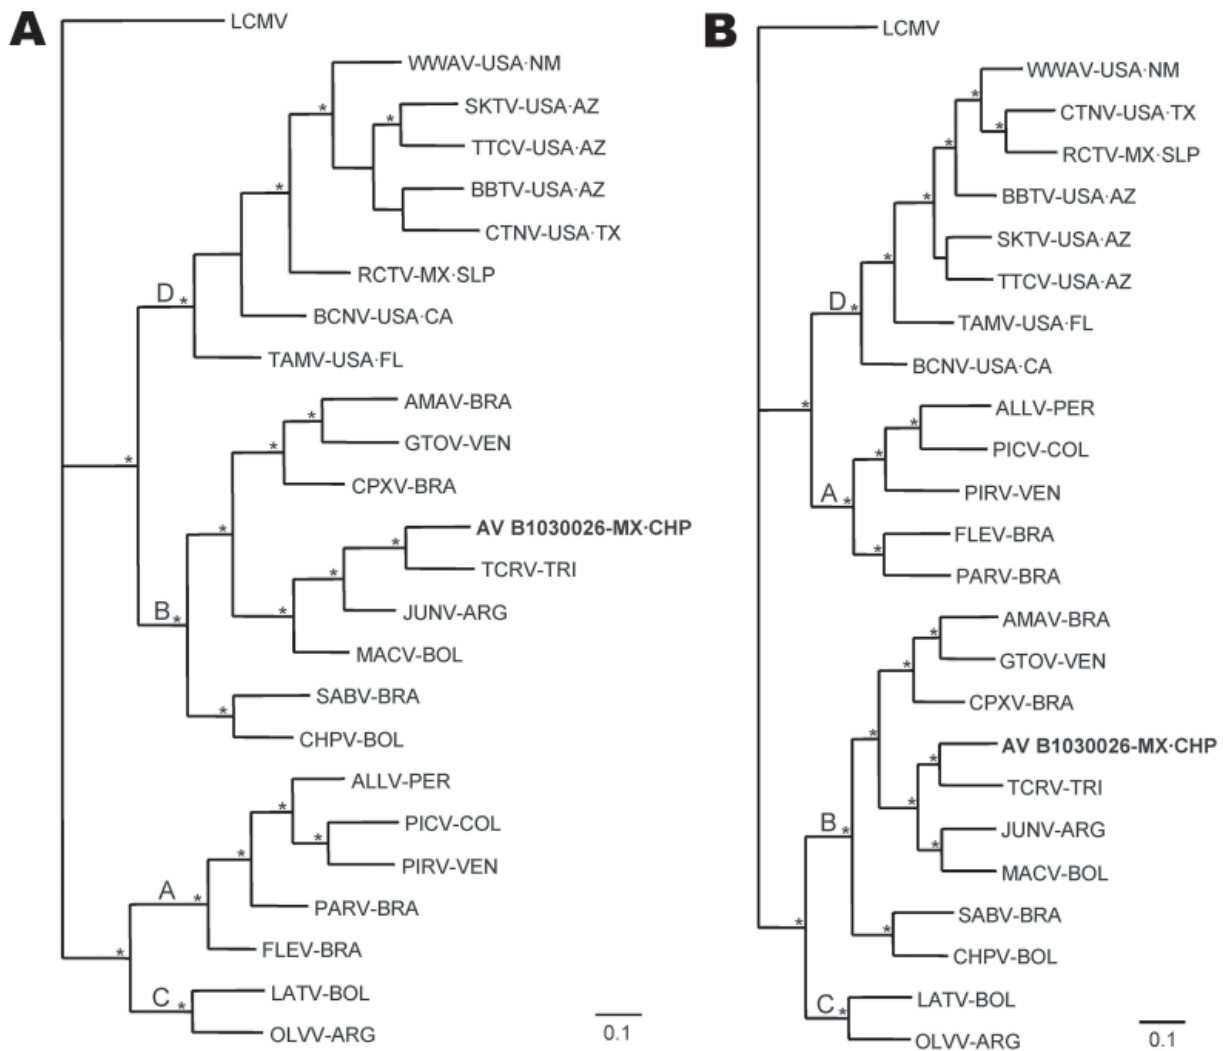 A
LCMV
WWAV-USA·NM
SKTV-USA·AZ
*
*
TTCV-USA·AZ
BBTV-USA·AZ
*
CTNV-USA·TX
RCTV-MX·SLP
D *
BCNV-USA·CA
TAMV-USA·FL
AMAV-BRA
*
GTOV-VEN
*
*
CPXV-BRA
AV B1030026-MX·CHP
*
*
TCRV-TRI
*
JUNV-ARG
*
B *
MACV-BOL
SABV-BRA
*
CHPV-BOL
ALLV-PER
*
PICV-COL
*
*
PIRV-VEN
A *
PARV-BRA
FLEV-BRA
*
LATV-BOL
C *
OLVV-ARG
0.1
B
LCMV
WWAV-USA·NM
*
CTNV-USA·TX
*
RCTV-MX·SLP
*
BBTV-USA·AZ
*
SKTV-USA·AZ
*
TTCV-USA·AZ
D *
TAMV-USA·FL
BCNV-USA·CA
*
ALLV-PER
*
PICV-COL
*
PIRV-VEN
A *
FLEV-BRA
*
PARV-BRA
AMAV-BRA
*
GTOV-VEN
*
CPXV-BRA
*
AV B1030026-MX·CHP
*
TCRV-TRI
*
B *
JUNV-ARG
*
MACV-BOL
SABV-BRA
*
*
CHPV-BOL
LATV-BOL
C *
OLVV-ARG
0.1